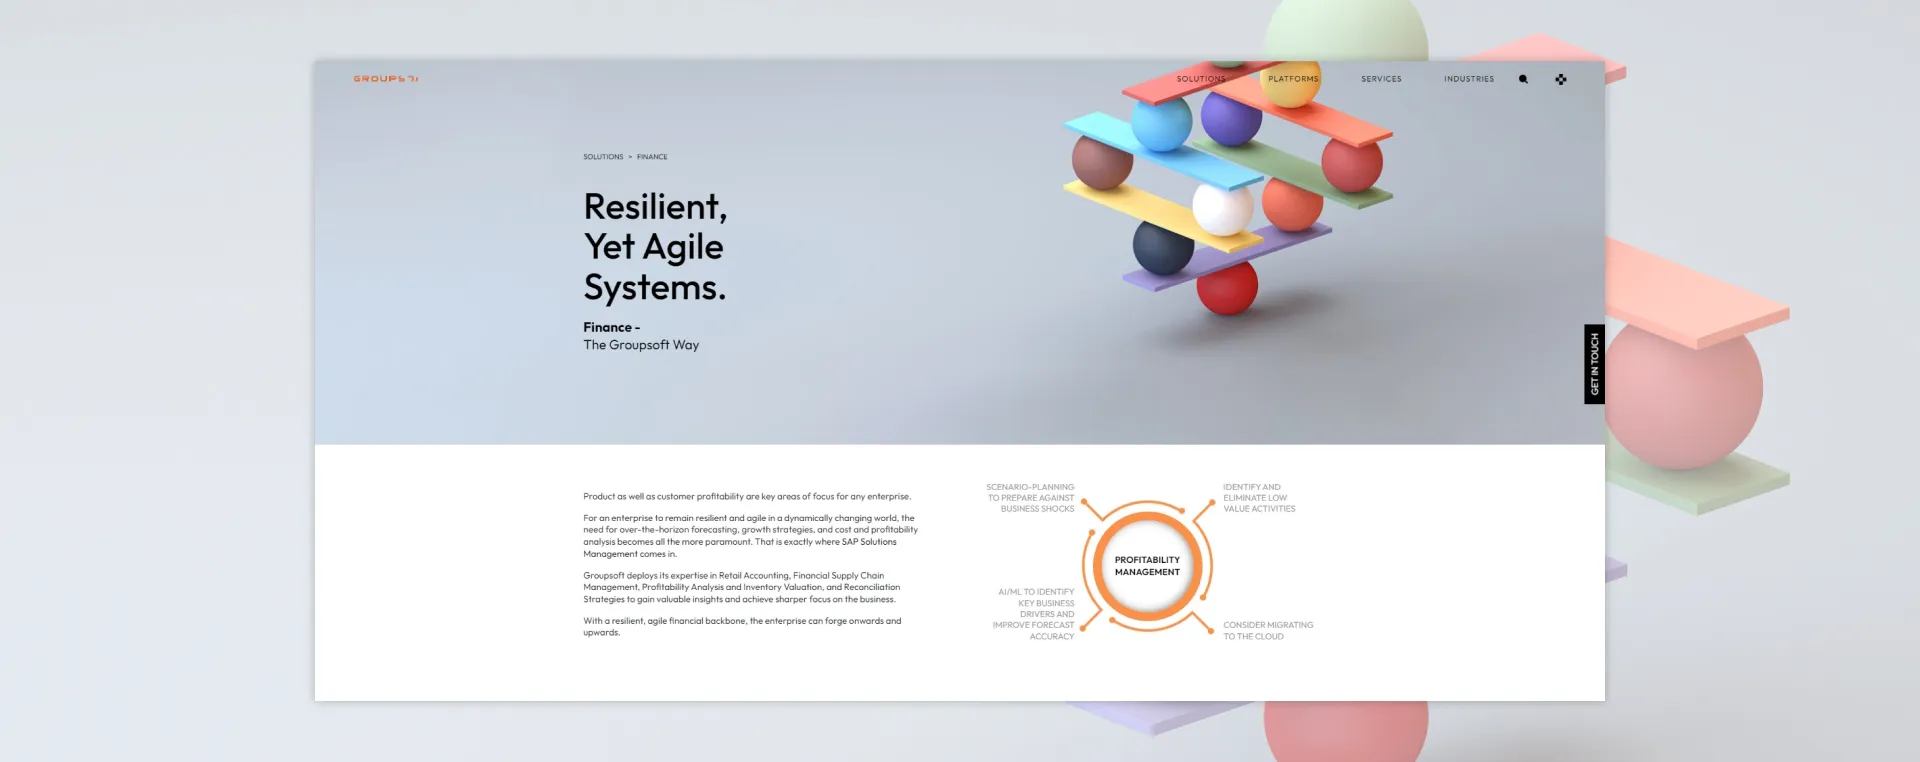 SOLUTIONS PLATFORMS SERVICES INDUSTRIES
SOLUTIONS > FINANCE
Resilient,
Yet Agile
Systems.
Finance -
The Groupsoft Way
GET IN TOUCH
Product as well as customer profitability are key areas of focus for any enterprise.
For an enterprise to remain resilient and agile in a dynamically changing world, the
need for over-the-horizon forecasting, growth strategies, and cost and profitability
analysis becomes all the more paramount. That is exactly where SAP Solutions
Management comes in.
Groupsoft deploys its expertise in Retail Accounting, Financial Supply Chain
Management, Profitability Analysis and Inventory Valuation, and Reconciliation
Strategies to gain valuable insights and achieve sharper focus on the business.
With a resilient, agile financial backbone, the enterprise can forge onwards and
upwards.
SCENARIO-PLANNING
TO PREPARE AGAINST
BUSINESS SHOCKS
IDENTIFY AND
ELIMINATE LOW
VALUE ACTIVITIES
PROFITABILITY
MANAGEMENT
AI/ML TO IDENTIFY
KEY BUSINESS
DRIVERS AND
IMPROVE FORECAST
ACCURACY
CONSIDER MIGRATING
TO THE CLOUD